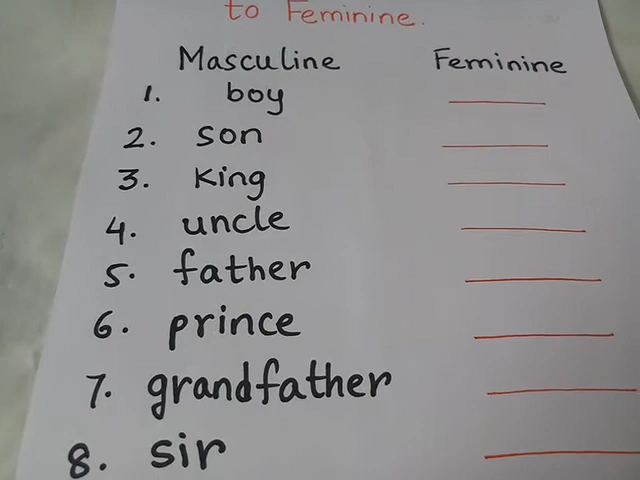 to Feminine.
Masculine Feminine
1. boy
2. son
3. King
4. uncle
5. father
6. prince
7. grandfather
8. sir